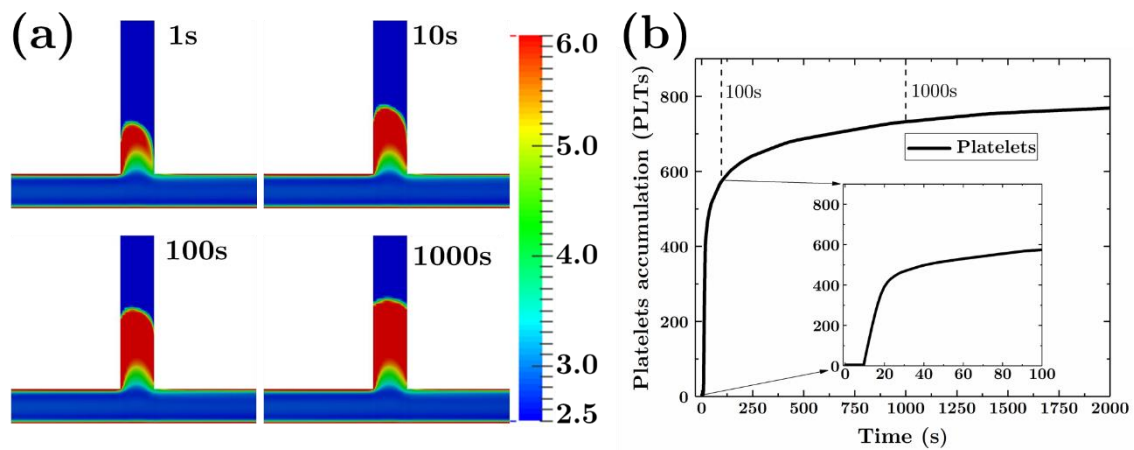 (a)
1s
10s
100s
1000s
6.0
5.0
4.0
3.0
2.5
(b)
Platelets accumulation (PLTs)
800
600
400
200
0
100s
1000s
Platelets
800
600
400
200
0
0 20 40 60 80 100
0 250 500 750 1000 1250 1500 1750 2000
Time (s)